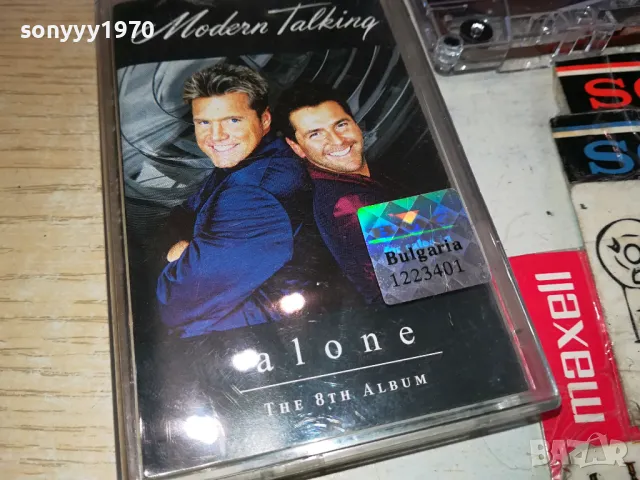 sonyyy1970
Modern Talking
Bulgaria
1223401
alone
THE 8TH ALBUM
maxell
BAZAR